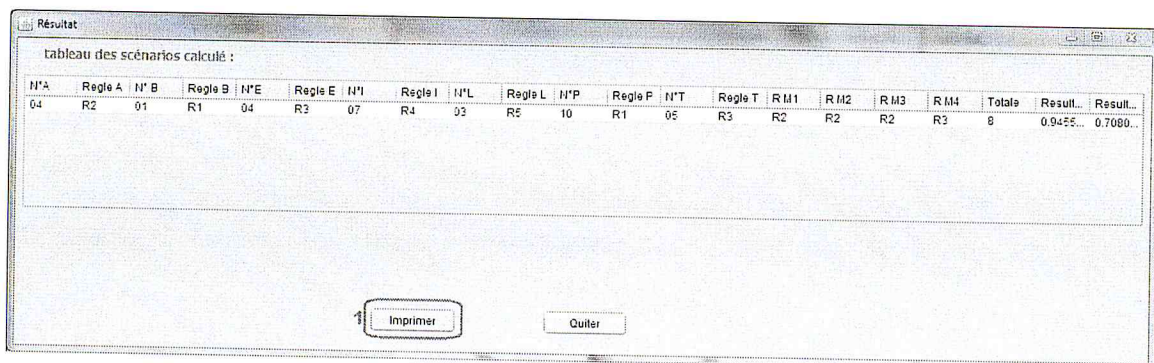 Résultat
tableau des scénarios calculé :
N°A Regle A N° B Regle B N°E Regle E N°I Regle I N°L Regle L N°P Regle P N°T Regle T R M1 R M2 R M3 R M4 Totale Result... Result...
04 R2 01 R1 04 R3 07 R4 03 R5 10 R1 05 R3 R2 R2 R2 R3 8 0.9455... 0.7080...
1 Imprimer Quiter